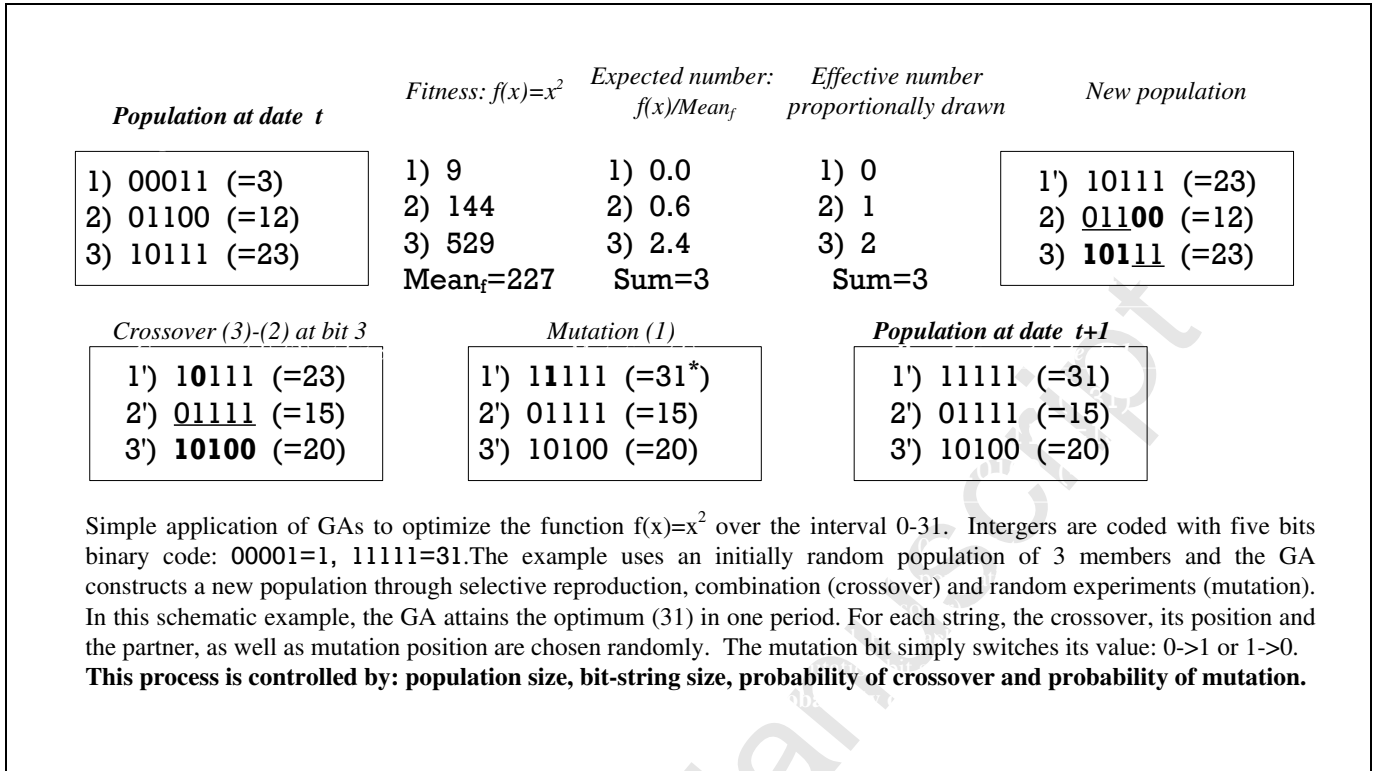 Population at date t
Fitness: f(x)=x²
Expected number:
f(x)/Mean_f
Effective number
proportionally drawn
New population
1) 00011 (=3)
2) 01100 (=12)
3) 10111 (=23)
1) 9
2) 144
3) 529
Mean_f=227
1) 0.0
2) 0.6
3) 2.4
Sum=3
1) 0
2) 1
3) 2
Sum=3
1') 10111 (=23)
2) 01100 (=12)
3) 10111 (=23)
Crossover (3)-(2) at bit 3
1') 10111 (=23)
2') 01111 (=15)
3') 10100 (=20)
Mutation (1)
1') 11111 (=31*)
2') 01111 (=15)
3') 10100 (=20)
Population at date t+1
1') 11111 (=31)
2') 01111 (=15)
3') 10100 (=20)
Simple application of GAs to optimize the function f(x)=x² over the interval 0-31. Intergers are coded with five bits
binary code: 00001=1, 11111=31.The example uses an initially random population of 3 members and the GA
constructs a new population through selective reproduction, combination (crossover) and random experiments (mutation).
In this schematic example, the GA attains the optimum (31) in one period. For each string, the crossover, its position and
the partner, as well as mutation position are chosen randomly. The mutation bit simply switches its value: 0->1 or 1->0.
This process is controlled by: population size, bit-string size, probability of crossover and probability of mutation.